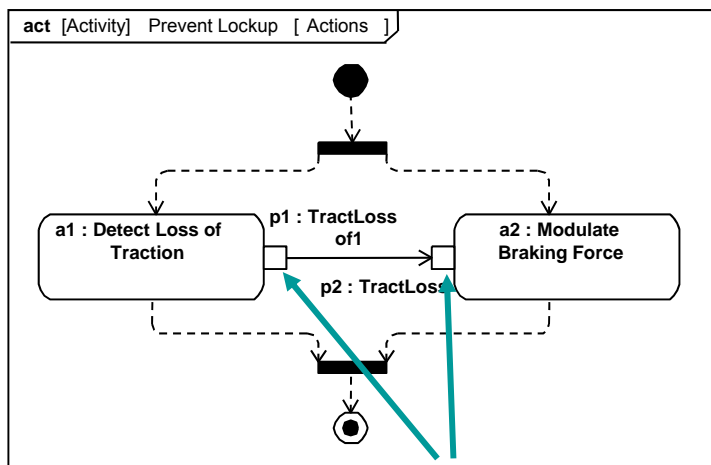 act [Activity] Prevent Lockup [ Actions ]
p1 : TractLoss
a1 : Detect Loss of
Traction
of1
a2 : Modulate
Braking Force
p2 : TractLoss